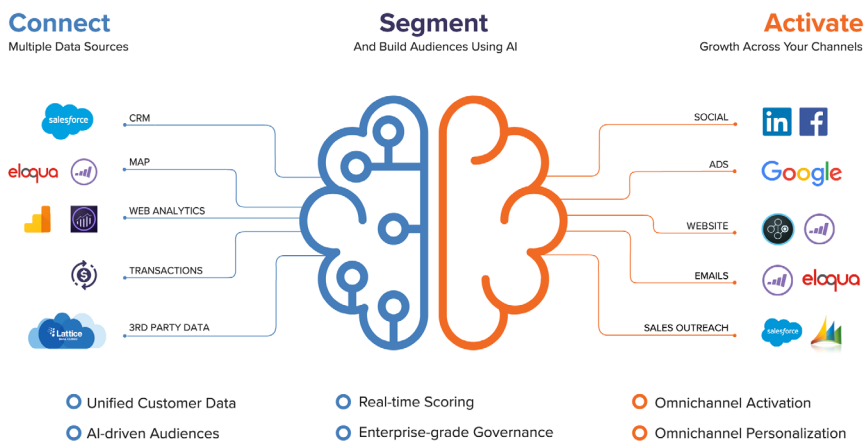 Connect
Multiple Data Sources
Segment
And Build Audiences Using AI
Activate
Growth Across Your Channels
salesforce
CRM
eloqua
MAP
WEB ANALYTICS
TRANSACTIONS
Lattice
3RD PARTY DATA
SOCIAL
in f
ADS
Google
WEBSITE
EMAILS
eloqua
SALES OUTREACH
salesforce
Unified Customer Data
AI-driven Audiences
Real-time Scoring
Enterprise-grade Governance
Omnichannel Activation
Omnichannel Personalization